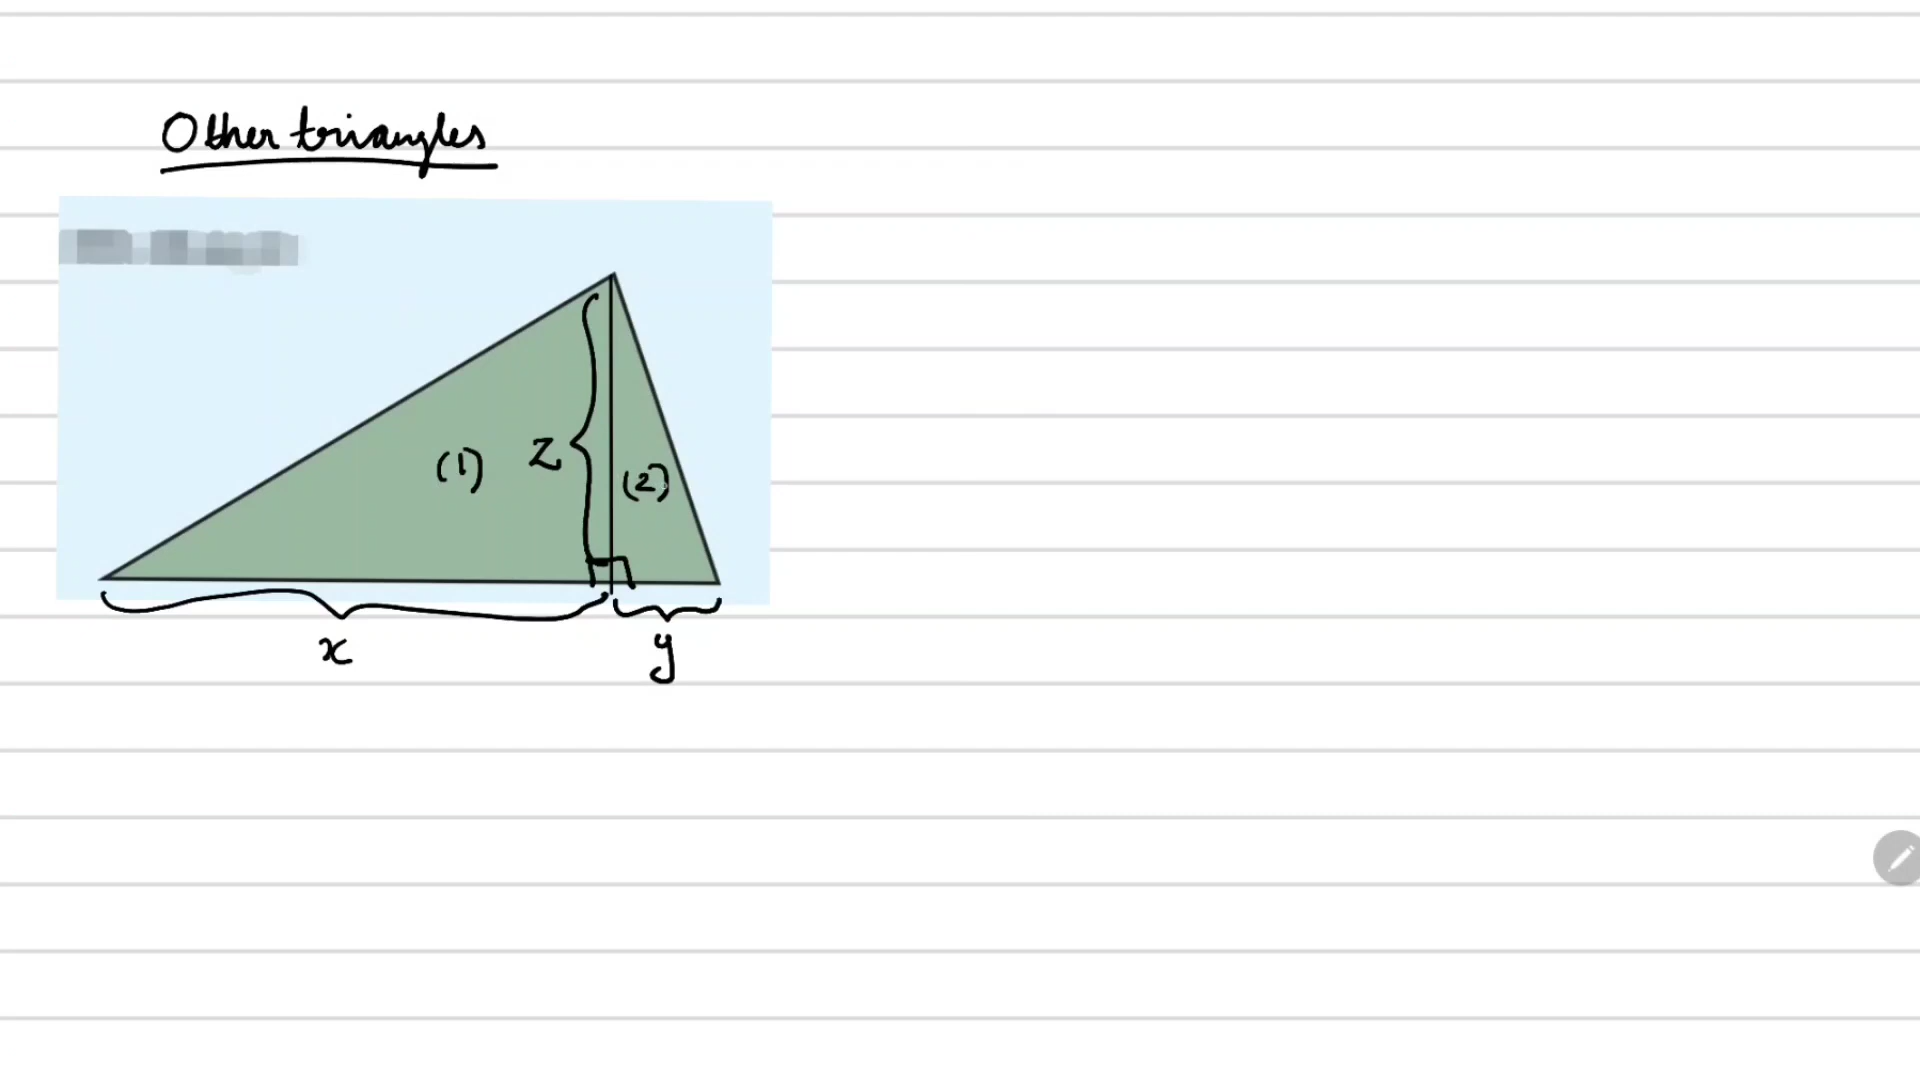 Other triangles
(1) z (2)
x y